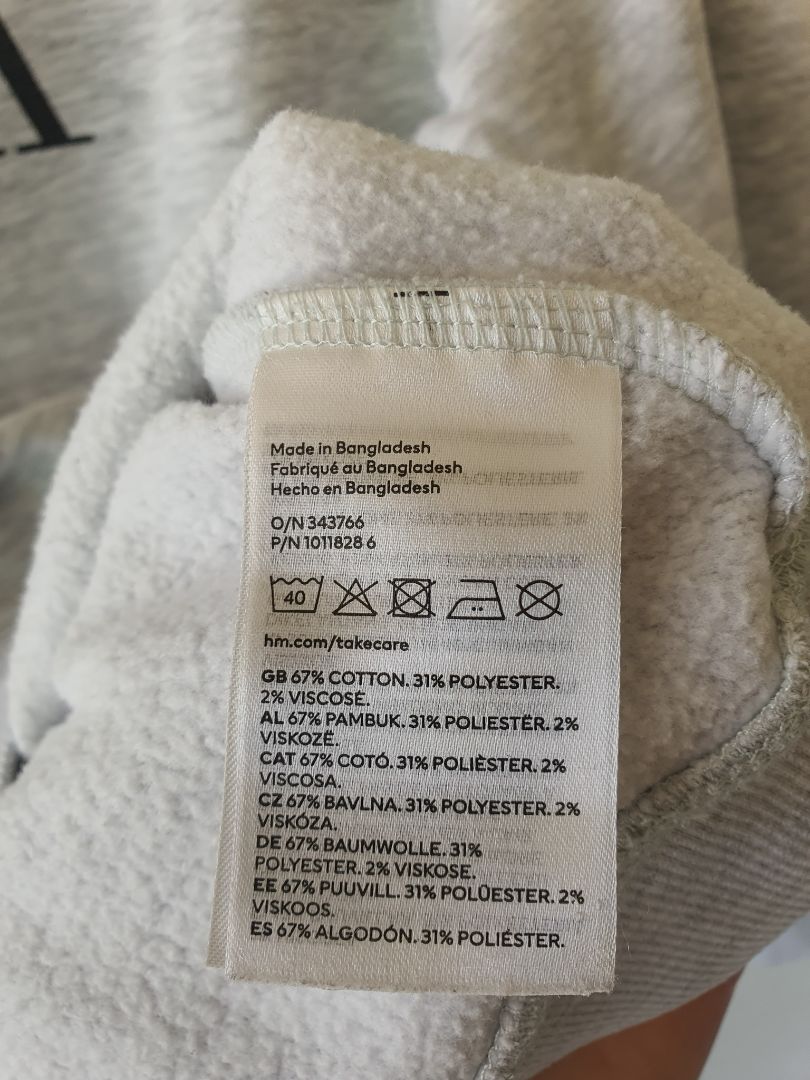 Made in Bangladesh
Fabriqué au Bangladesh
Hecho en Bangladesh
O/N 343766
P/N 1011828 6
40
hm.com/takecare
GB 67% COTTON. 31% POLYESTER.
2% VISCOSE.
AL 67% PAMBUK. 31% POLIESTËR. 2%
VISKOZË.
CAT 67% COTÓ. 31% POLIÈSTER. 2%
VISCOSA.
CZ 67% BAVLNA. 31% POLYESTER. 2%
VISKÓZA.
DE 67% BAUMWOLLE. 31%
POLYESTER. 2% VISKOSE.
EE 67% PUUVILL. 31% POLÜESTER. 2%
VISKOOS.
ES 67% ALGODÓN. 31% POLIÉSTER.